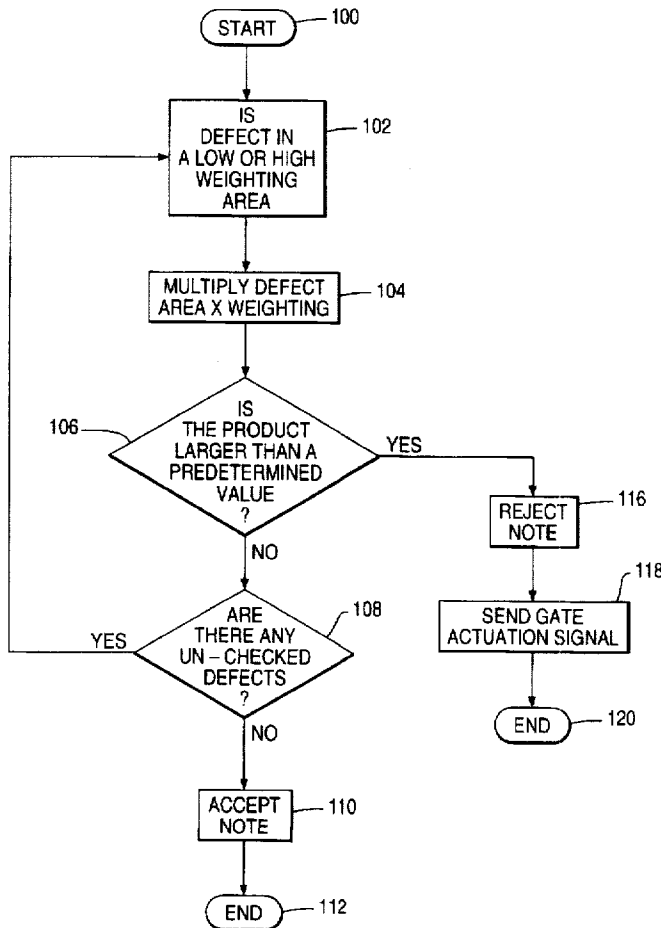 START
100
IS
DEFECT IN
A LOW OR HIGH
WEIGHTING
AREA
102
MULTIPLY DEFECT
AREA X WEIGHTING
104
106
IS
THE PRODUCT
LARGER THAN A
PREDETERMINED
VALUE
?
YES
NO
REJECT
NOTE
116
SEND GATE
ACTUATION SIGNAL
118
END
120
YES
ARE
THERE ANY
UN – CHECKED
DEFECTS
?
108
NO
ACCEPT
NOTE
110
END
112